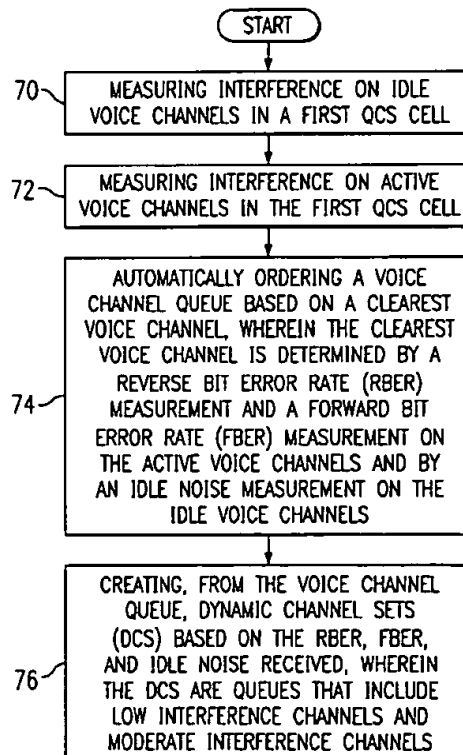 START
70
MEASURING INTERFERENCE ON IDLE
VOICE CHANNELS IN A FIRST QCS CELL
72
MEASURING INTERFERENCE ON ACTIVE
VOICE CHANNELS IN THE FIRST QCS CELL
74
AUTOMATICALLY ORDERING A VOICE
CHANNEL QUEUE BASED ON A CLEAREST
VOICE CHANNEL, WHEREIN THE CLEAREST
VOICE CHANNEL IS DETERMINED BY A
REVERSE BIT ERROR RATE (RBER)
MEASUREMENT AND A FORWARD BIT
ERROR RATE (FBER) MEASUREMENT ON
THE ACTIVE VOICE CHANNELS AND BY
AN IDLE NOISE MEASUREMENT ON THE
IDLE VOICE CHANNELS
76
CREATING, FROM THE VOICE CHANNEL
QUEUE, DYNAMIC CHANNEL SETS
(DCS) BASED ON THE RBER, FBER,
AND IDLE NOISE RECEIVED, WHEREIN
THE DCS ARE QUEUES THAT INCLUDE
LOW INTERFERENCE CHANNELS AND
MODERATE INTERFERENCE CHANNELS